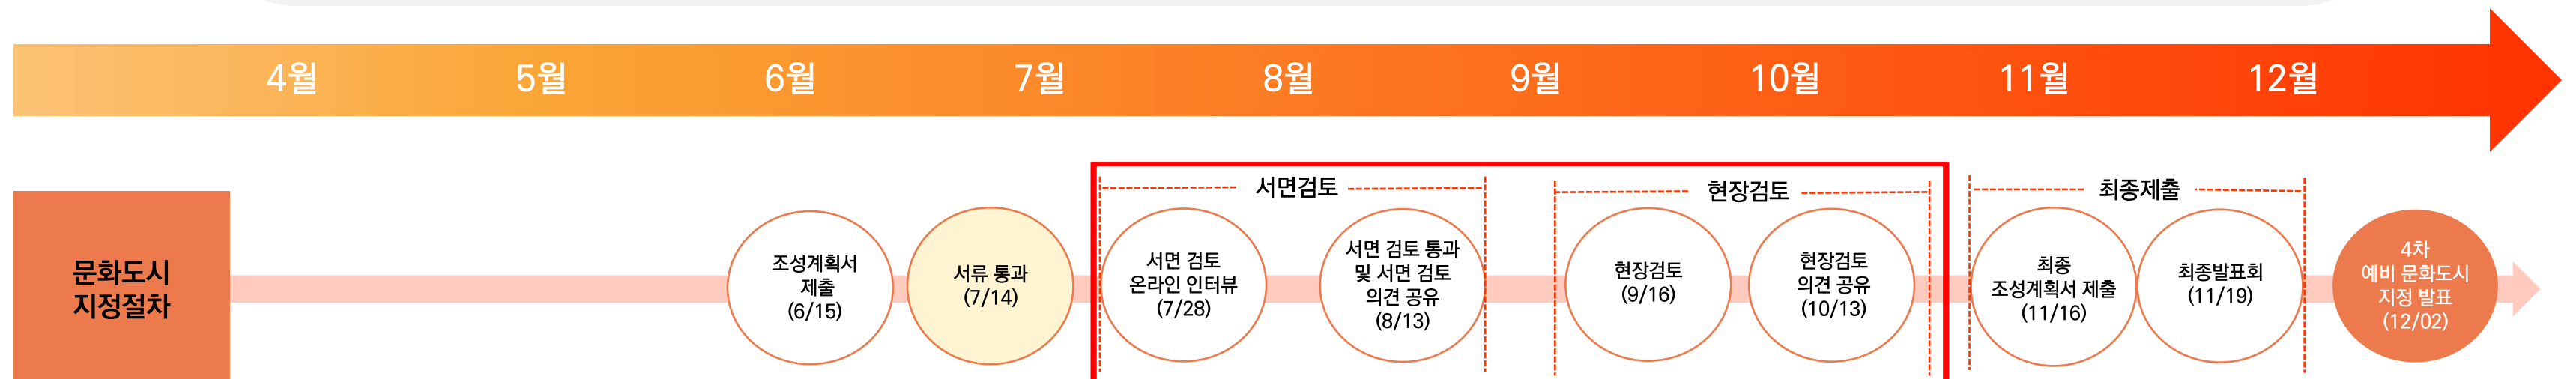 4월 5월 6월 7월 8월 9월 10월 11월 12월
서면검토
현장검토
최종제출
문화도시
지정절차
조성계획서
제출
(6/15)
서류 통과
(7/14)
서면 검토
온라인 인터뷰
(7/28)
서면 검토 통과
및 서면 검토
의견 공유
(8/13)
현장검토
(9/16)
현장검토
의견 공유
(10/13)
최종
조성계획서 제출
(11/16)
최종발표회
(11/19)
4차
예비 문화도시
지정 발표
(12/02)